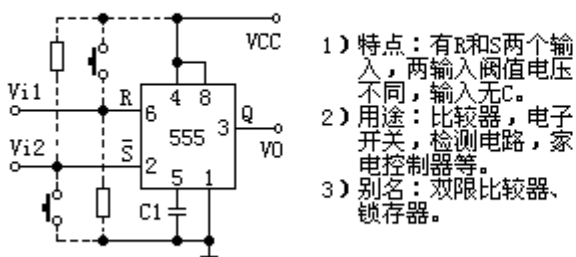 VCC
Vi1
R
6
4 8
3
Q
555
VO
Vi2
S̅
2
5 1
C1
1)特点:有R和S两个输
入,两输入阀值电压
不同,输入无C。
2)用途:比较器,电子
开关,检测电路,家
电控制器等。
3)别名:双限比较器、
锁存器。